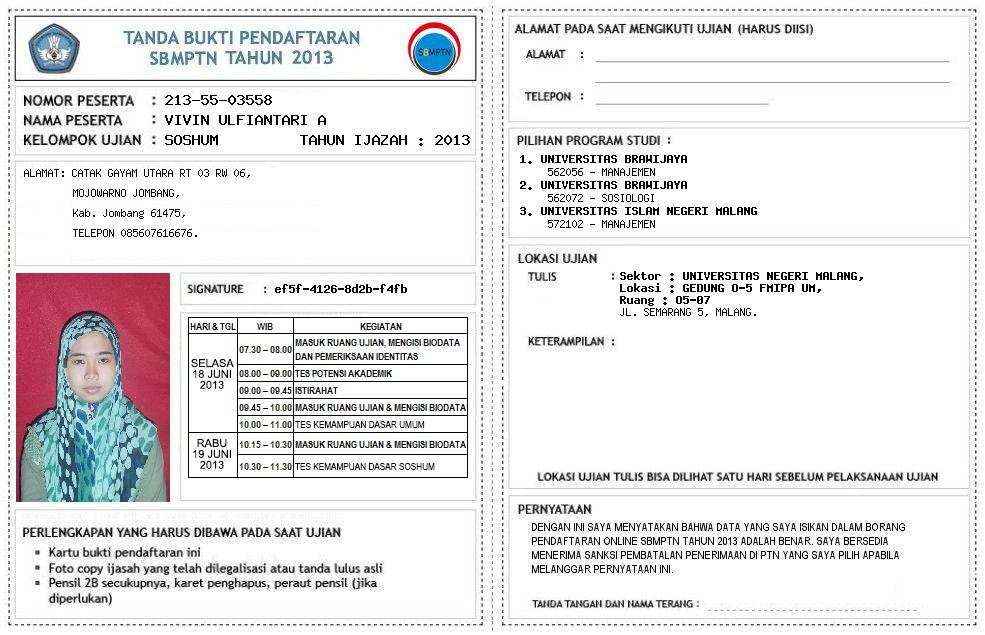 TANDA BUKTI PENDAFTARAN
SBMPTN TAHUN 2013
SBMPTN
NOMOR PESERTA : 213-55-03558
NAMA PESERTA : VIVIN ULFIANTARI A
KELOMPOK UJIAN : SOSHUM TAHUN IJAZAH : 2013
ALAMAT: CATAK GAYAM UTARA RT 03 RW 06,
MOJOWARNO JOMBANG,
Kab. Jombang 61475,
TELEPON 085607616676.
SIGNATURE : ef5f-4126-8d2b-f4fb
HARI & TGL WIB KEGIATAN
SELASA 18 JUNI 2013
07.30 – 08.00 MASUK RUANG UJIAN, MENGISI BIODATA DAN PEMERIKSAAN IDENTITAS
08.00 – 09.00 TES POTENSI AKADEMIK
09.00 – 09.45 ISTIRAHAT
09.45 – 10.00 MASUK RUANG UJIAN & MENGISI BIODATA
10.00 – 11.00 TES KEMAMPUAN DASAR UMUM
RABU 19 JUNI 2013
10.15 – 10.30 MASUK RUANG UJIAN & MENGISI BIODATA
10.30 – 11.30 TES KEMAMPUAN DASAR SOSHUM
PERLENGKAPAN YANG HARUS DIBAWA PADA SAAT UJIAN
▪ Kartu bukti pendaftaran ini
▪ Foto copy ijasah yang telah dilegalisasi atau tanda lulus asli
▪ Pensil 2B secukupnya, karet penghapus, peraut pensil (jika
diperlukan)
ALAMAT PADA SAAT MENGIKUTI UJIAN (HARUS DIISI)
ALAMAT :
TELEPON :
PILIHAN PROGRAM STUDI :
1. UNIVERSITAS BRAWIJAYA
562056 - MANAJEMEN
2. UNIVERSITAS BRAWIJAYA
562072 - SOSIOLOGI
3. UNIVERSITAS ISLAM NEGERI MALANG
572102 - MANAJEMEN
LOKASI UJIAN
TULIS : Sektor : UNIVERSITAS NEGERI MALANG,
Lokasi : GEDUNG O-5 FMIPA UM,
Ruang : O5-07
JL. SEMARANG 5, MALANG.
KETERAMPILAN :
LOKASI UJIAN TULIS BISA DILIHAT SATU HARI SEBELUM PELAKSANAAN UJIAN
PERNYATAAN
DENGAN INI SAYA MENYATAKAN BAHWA DATA YANG SAYA ISIKAN DALAM BORANG
PENDAFTARAN ONLINE SBMPTN TAHUN 2013 ADALAH BENAR. SAYA BERSEDIA
MENERIMA SANKSI PEMBATALAN PENERIMAAN DI PTN YANG SAYA PILIH APABILA
MELANGGAR PERNYATAAN INI.
TANDA TANGAN DAN NAMA TERANG :